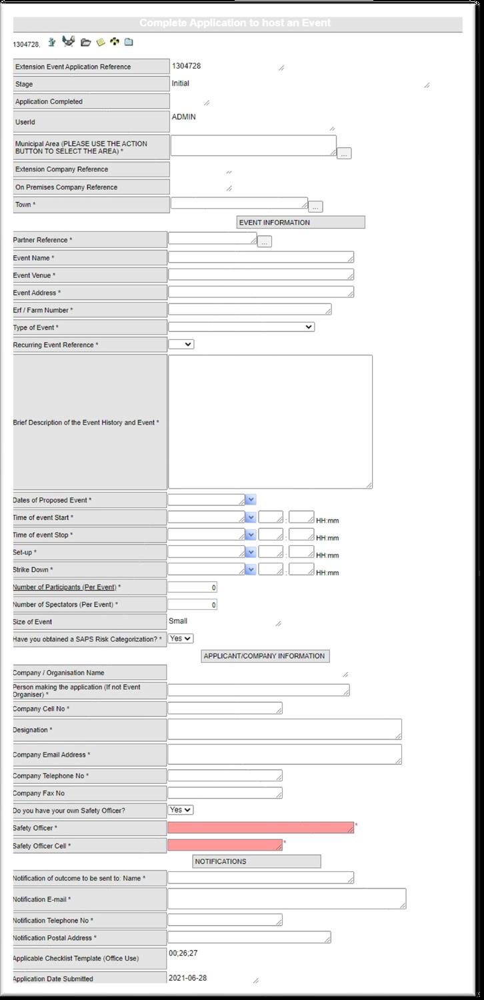 Complete Application to host an Event
1304728,
Extension Event Application Reference 1304728
Stage Initial
Application Completed
UserId ADMIN
Municipal Area (PLEASE USE THE ACTION
BUTTON TO SELECT THE AREA) * ...
Extension Company Reference
On Premises Company Reference
Town * ...
EVENT INFORMATION
Partner Reference * ...
Event Name *
Event Venue *
Event Address *
Erf / Farm Number *
Type of Event *
Recurring Event Reference *
Brief Description of the Event History and Event *
Dates of Proposed Event *
Time of event Start * : HH:mm
Time of event Stop * : HH:mm
Set-up * : HH:mm
Strike Down * : HH:mm
Number of Participants (Per Event) * 0
Number of Spectators (Per Event) * 0
Size of Event Small
Have you obtained a SAPS Risk Categorization? * Yes
APPLICANT/COMPANY INFORMATION
Company / Organisation Name
Person making the application (If not Event
Organiser) *
Company Cell No *
Designation *
Company Email Address *
Company Telephone No *
Company Fax No
Do you have your own Safety Officer? Yes
Safety Officer * *
Safety Officer Cell * *
NOTIFICATIONS
Notification of outcome to be sent to: Name *
Notification E-mail *
Notification Telephone No *
Notification Postal Address *
Applicable Checklist Template (Office Use) 00;26;27
Application Date Submitted 2021-06-28